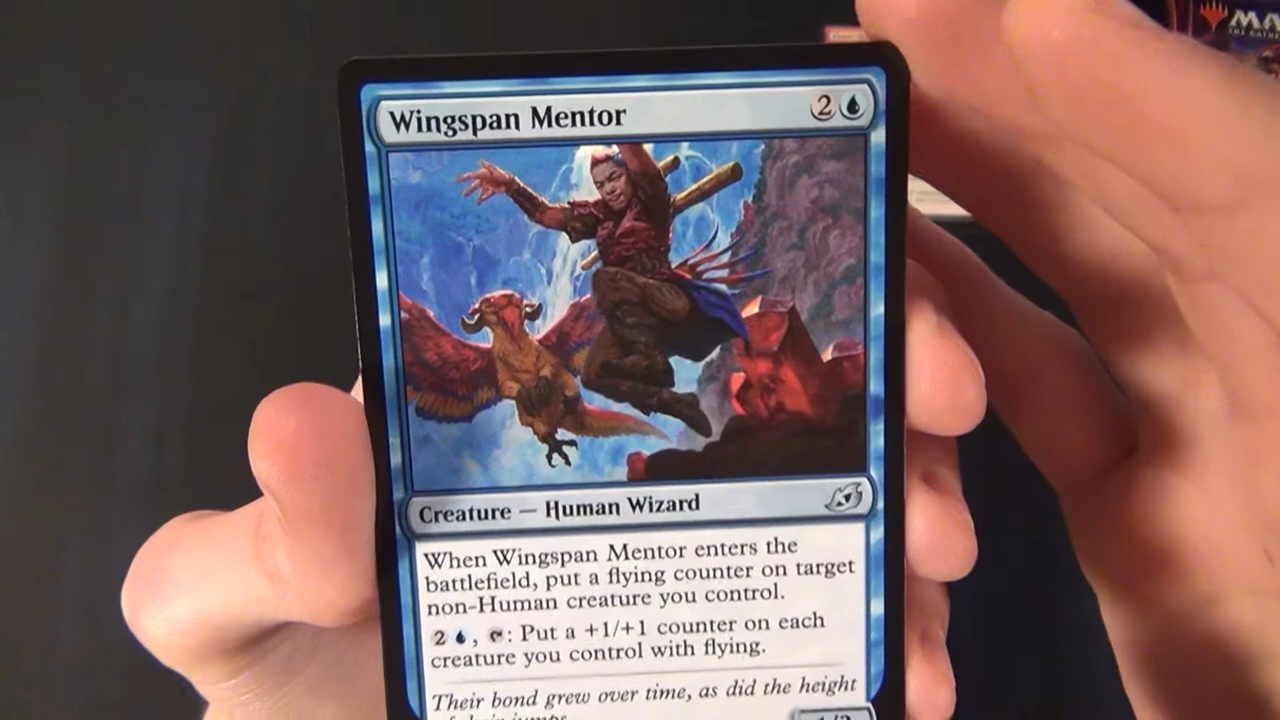 MA
Wingspan Mentor 2
Creature — Human Wizard
When Wingspan Mentor enters the
battlefield, put a flying counter on target
non-Human creature you control.
2 , : Put a +1/+1 counter on each
creature you control with flying.
Their bond grew over time, as did the height